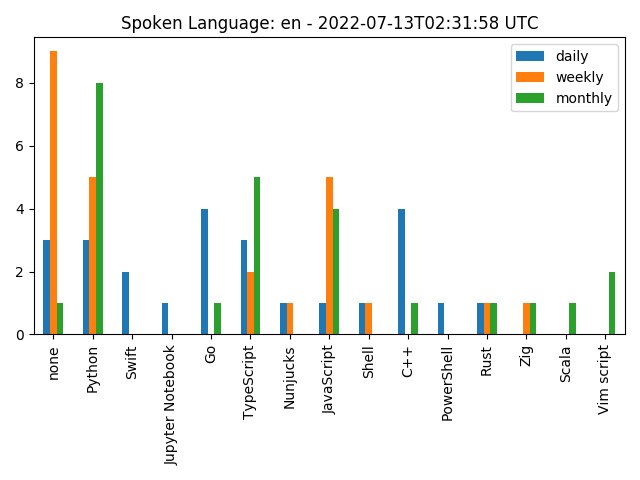 Spoken Language: en - 2022-07-13T02:31:58 UTC
daily
weekly
monthly
8
6
4
2
0
none
Python
Swift
Jupyter Notebook
Go
TypeScript
Nunjucks
JavaScript
Shell
C++
PowerShell
Rust
Zig
Scala
Vim script